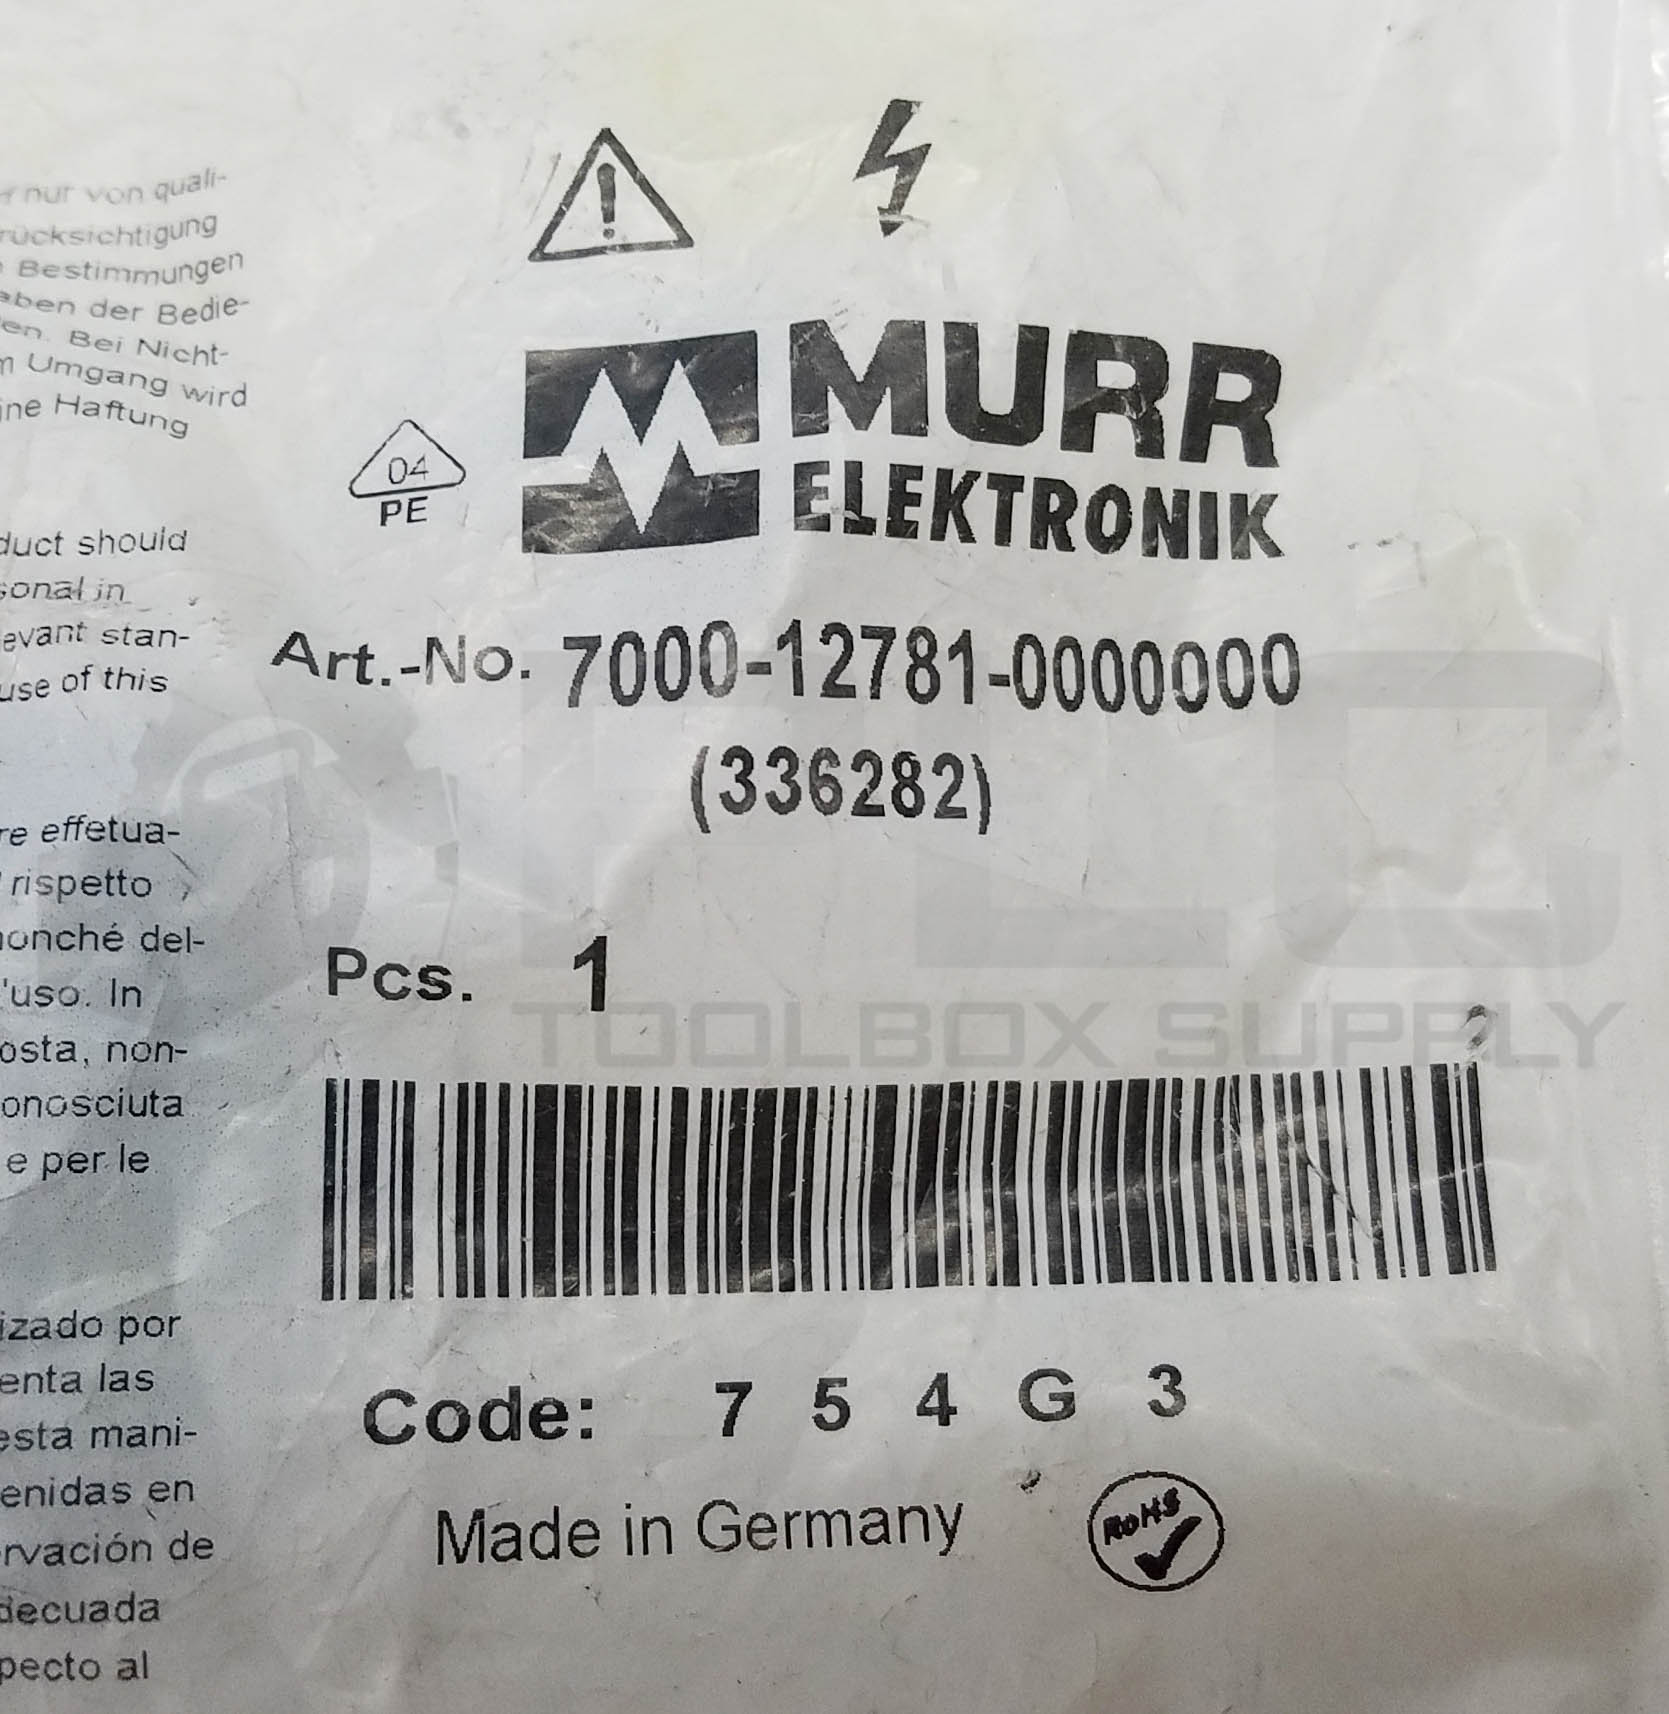 nur von quali-
rücksichtigung
Bestimmungen
aben der Bedie-
en. Bei Nicht-
m Umgang wird
ine Haftung
duct should
sonal in
evant stan-
use of this
re effetua-
rispetto
nonché del-
l'uso. In
osta, non-
onosciuta
e per le
izado por
enta las
esta mani-
enidas en
rvación de
decuada
pecto al
04
PE
MURR
ELEKTRONIK
Art.-No. 7000-12781-0000000
(336282)
Pcs. 1
PLC
TOOLBOX SUPPLY
Code: 7 5 4 G 3
Made in Germany
RoHS